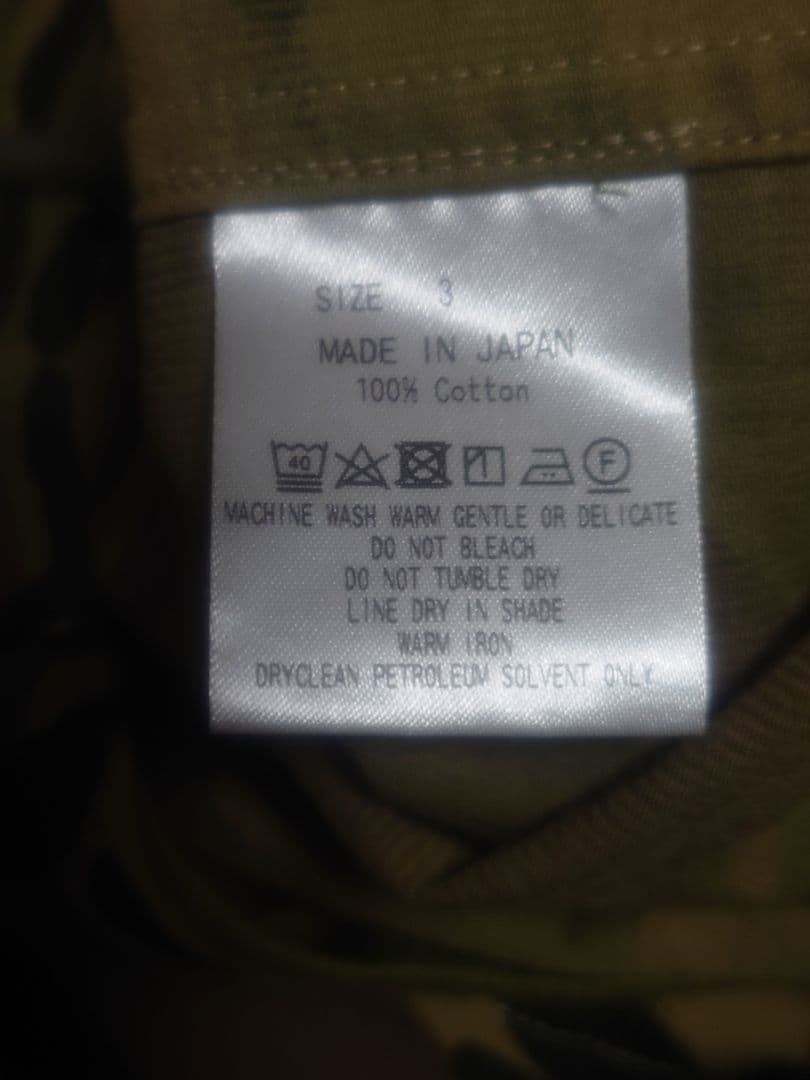 SIZE 3
MADE IN JAPAN
100% Cotton
40 F
MACHINE WASH WARM GENTLE OR DELICATE
DO NOT BLEACH
DO NOT TUMBLE DRY
LINE DRY IN SHADE
WARM IRON
DRYCLEAN PETROLEUM SOLVENT ONLY